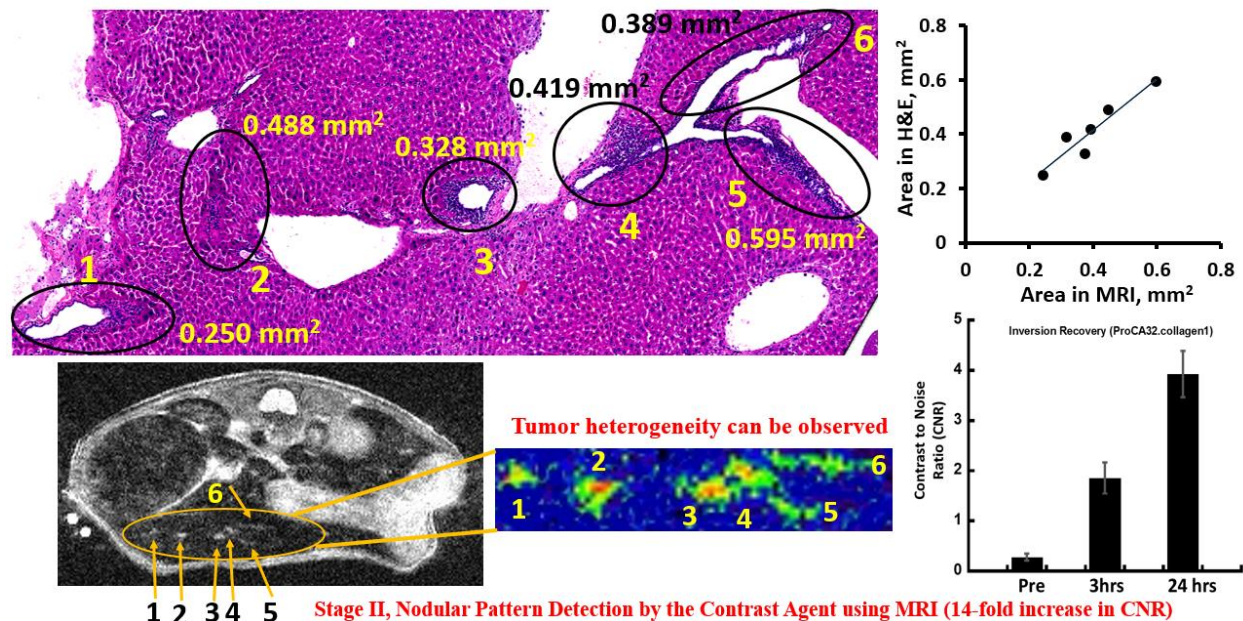 0.389 mm²
6
0.419 mm²
0.488 mm²
0.328 mm²
1
2
3
4
5
0.595 mm²
0.250 mm²
Area in H&E, mm²
0.8
0.6
0.4
0.2
0
0 0.2 0.4 0.6 0.8
Area in MRI, mm²
6
1 2 3 4 5
Tumor heterogeneity can be observed
2
6
1
3 4 5
Inversion Recovery (ProCA32.collagen1)
Contrast to Noise
Ratio (CNR)
5
4
3
2
1
0
Pre 3hrs 24 hrs
Stage II, Nodular Pattern Detection by the Contrast Agent using MRI (14-fold increase in CNR)